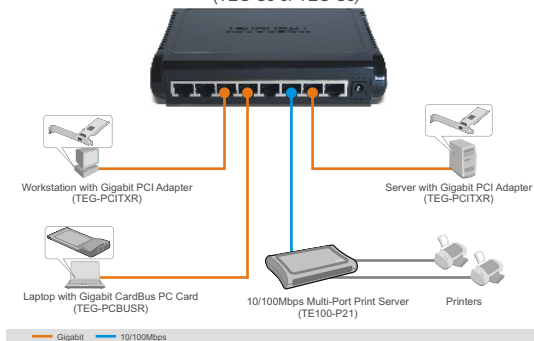 Workstation with Gigabit PCI Adapter
(TEG-PCITXR)
Server with Gigabit PCI Adapter
(TEG-PCITXR)
Laptop with Gigabit CardBus PC Card
(TEG-PCBUSR)
10/100Mbps Multi-Port Print Server
(TE100-P21)
Printers
Gigabit
10/100Mbps